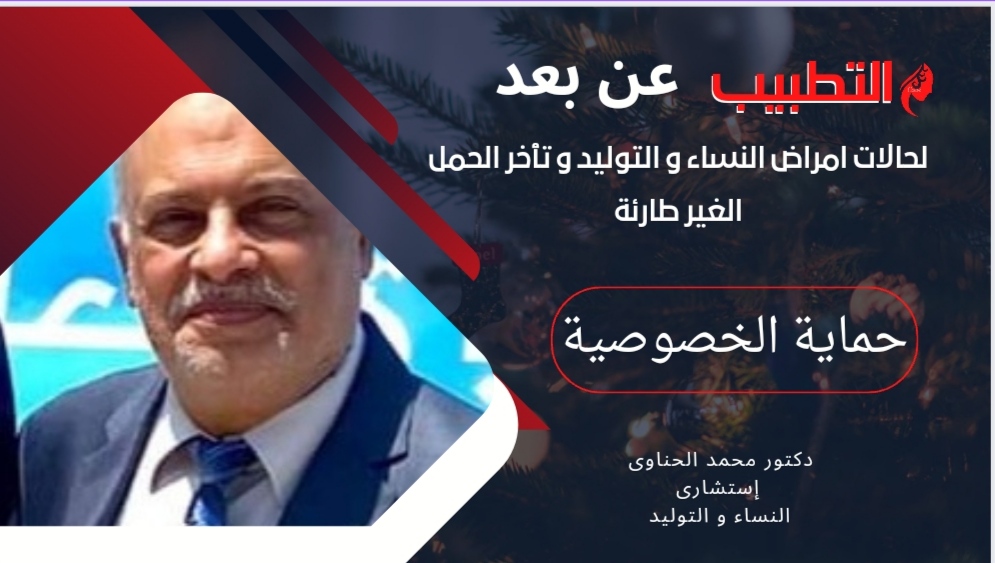 التطبيب عن بعد
لحالات امراض النساء و التوليد و تأخر الحمل
الغير طارئة
حماية الخصوصية
دكتور محمد الحناوى
إستشارى
النساء و التوليد